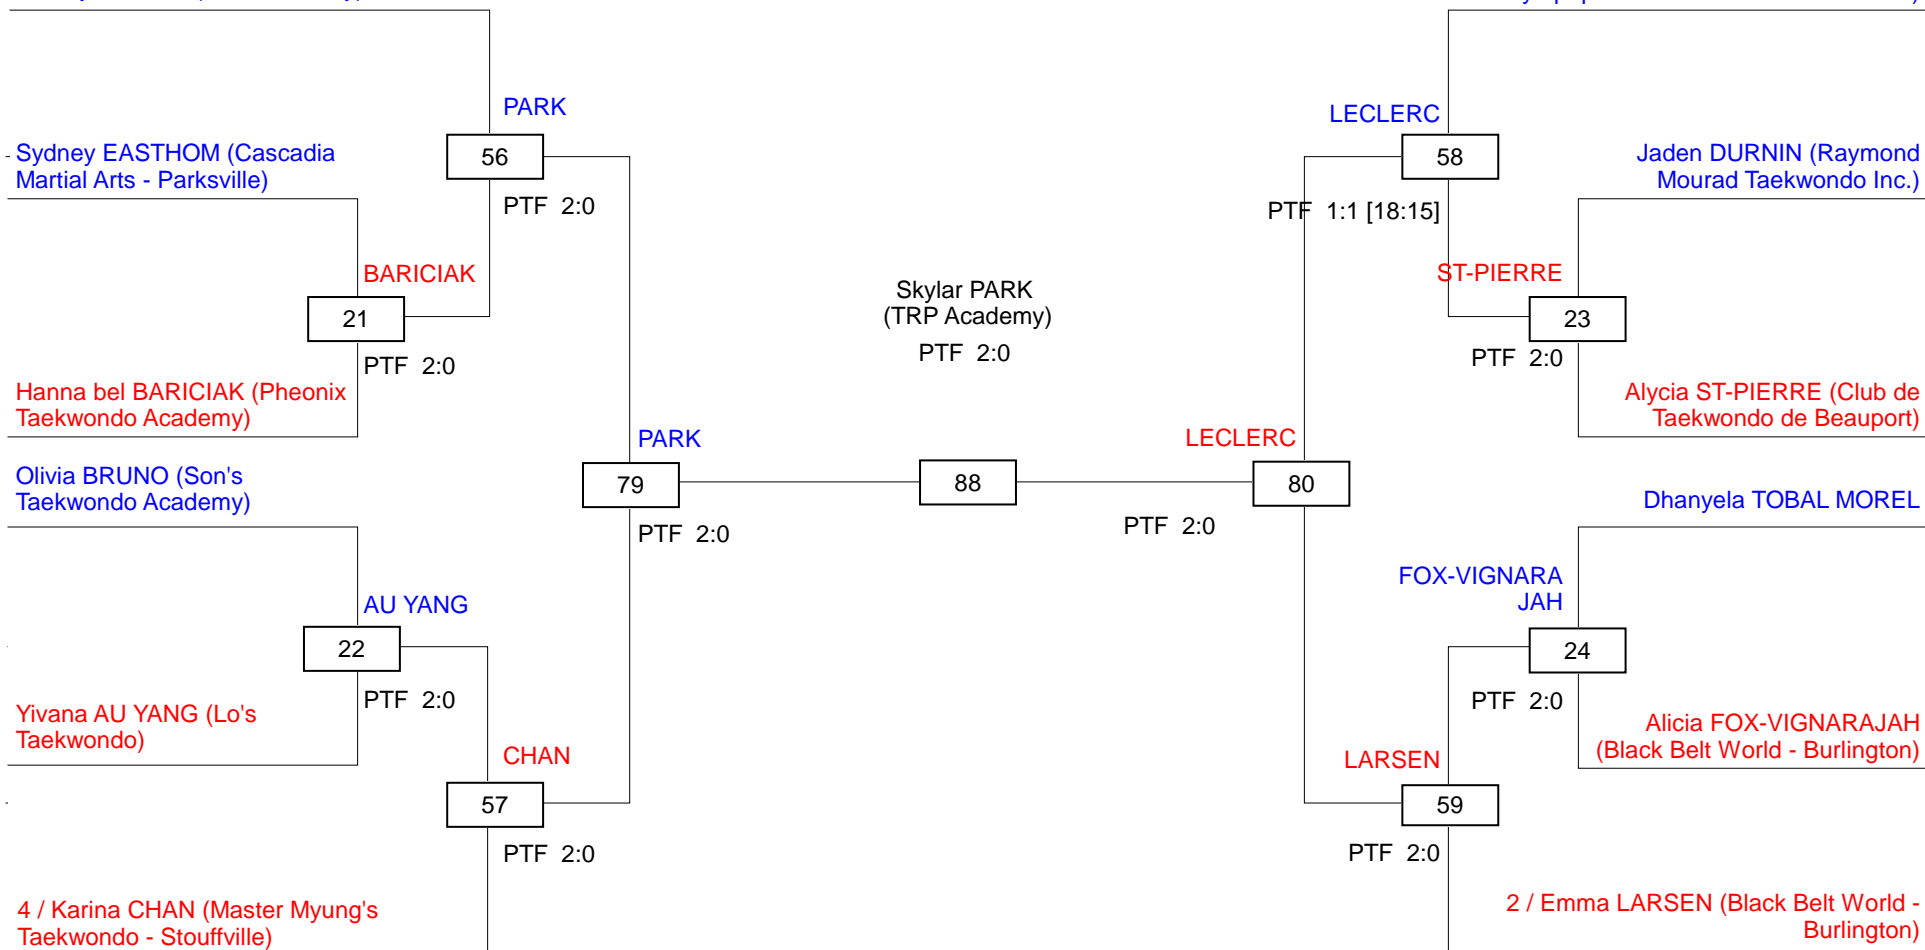 PARK
56
PTF 2:0
Sydney EASTHOM (Cascadia
Martial Arts - Parksville)
BARICIAK
21
PTF 2:0
Hanna bel BARICIAK (Pheonix
Taekwondo Academy)
Olivia BRUNO (Son's
Taekwondo Academy)
PARK
79
PTF 2:0
AU YANG
22
PTF 2:0
Yivana AU YANG (Lo's
Taekwondo)
CHAN
57
PTF 2:0
4 / Karina CHAN (Master Myung's
Taekwondo - Stouffville)
Skylar PARK
(TRP Academy)
PTF 2:0
88
LECLERC
58
PTF 1:1 [18:15]
Jaden DURNIN (Raymond
Mourad Taekwondo Inc.)
ST-PIERRE
23
PTF 2:0
Alycia ST-PIERRE (Club de
Taekwondo de Beauport)
LECLERC
80
PTF 2:0
Dhanyela TOBAL MOREL
FOX-VIGNARA
JAH
24
PTF 2:0
Alicia FOX-VIGNARAJAH
(Black Belt World - Burlington)
LARSEN
59
PTF 2:0
2 / Emma LARSEN (Black Belt World -
Burlington)